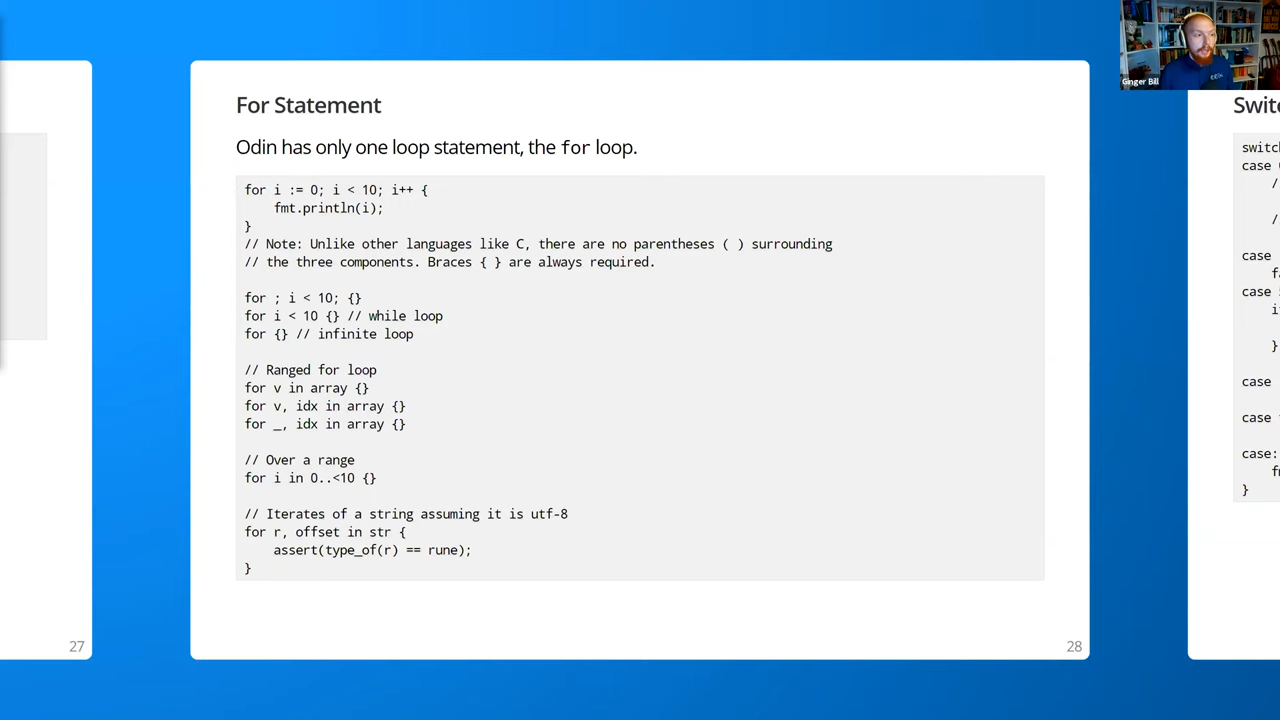 Ginger Bill
27
For Statement
Odin has only one loop statement, the for loop.
for i := 0; i < 10; i++ {
    fmt.println(i);
}
// Note: Unlike other languages like C, there are no parentheses ( ) surrounding
// the three components. Braces { } are always required.
for ; i < 10; {}
for i < 10 {} // while loop
for {} // infinite loop
// Ranged for loop
for v in array {}
for v, idx in array {}
for _, idx in array {}
// Over a range
for i in 0..<10 {}
// Iterates of a string assuming it is utf-8
for r, offset in str {
    assert(type_of(r) == rune);
}
28
case
case
}
case
case
case:
}